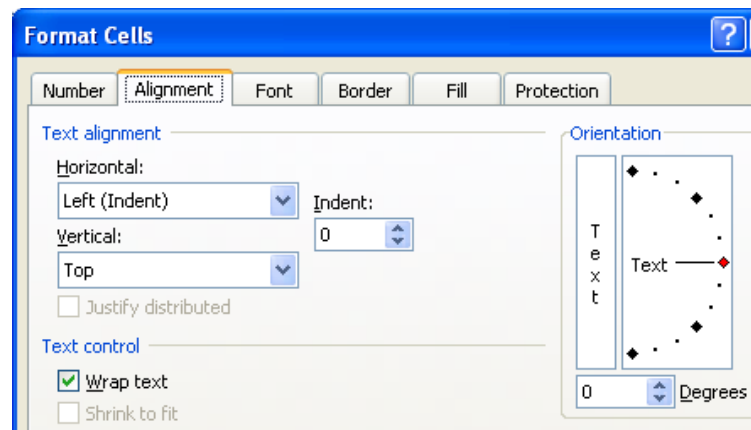 Format Cells
?
Number Alignment Font Border Fill Protection
Text alignment
Horizontal:
Left (Indent)
Indent:
0
Vertical:
Top
Justify distributed
Text control
Wrap text
Shrink to fit
Orientation
Text
Text
0 Degrees